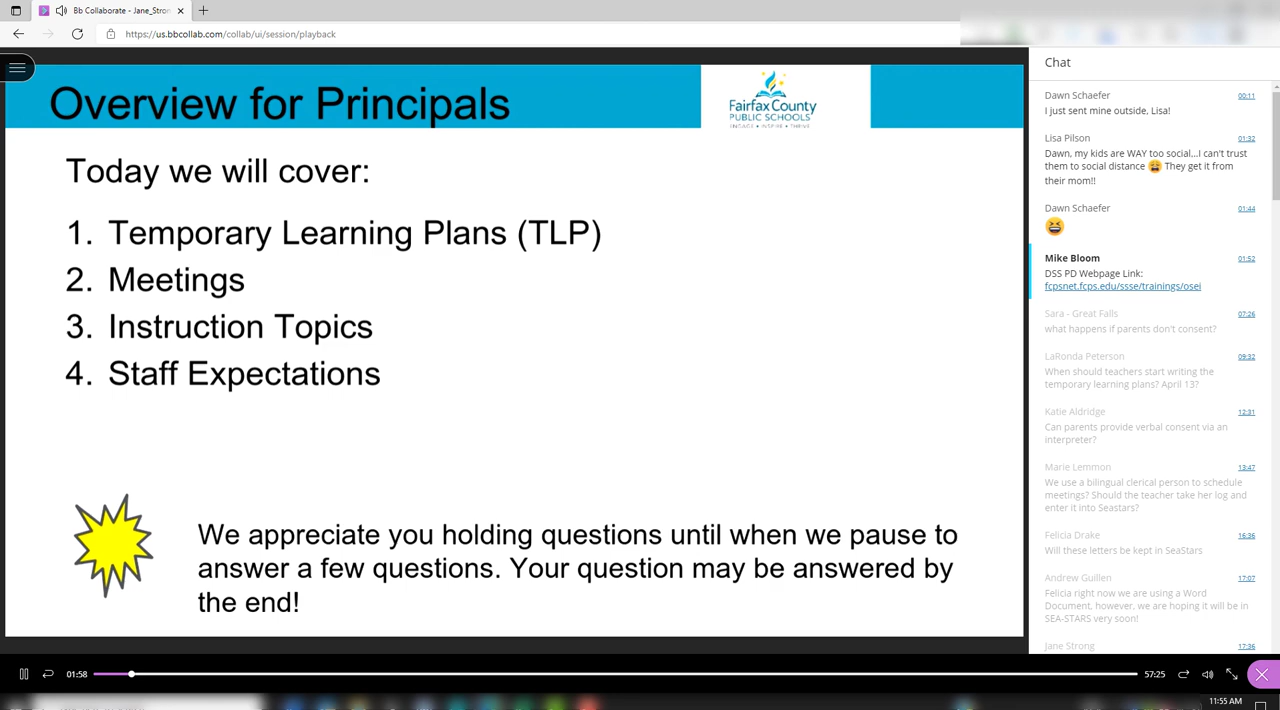 Bb Collaborate - Jane_Stron
https://us.bbcollab.com/collab/ui/session/playback
Overview for Principals
Fairfax County
PUBLIC SCHOOLS
ENGAGE • INSPIRE • THRIVE
Today we will cover:
1. Temporary Learning Plans (TLP)
2. Meetings
3. Instruction Topics
4. Staff Expectations
We appreciate you holding questions until when we pause to
answer a few questions. Your question may be answered by
the end!
Chat
Dawn Schaefer 00:11
I just sent mine outside, Lisa!
Lisa Pilson 01:32
Dawn, my kids are WAY too social...I can't trust
them to social distance 😩 They get it from
their mom!!
Dawn Schaefer 01:44
😆
Mike Bloom 01:52
DSS PD Webpage Link:
fcpsnet.fcps.edu/ssse/trainings/osei
Sara - Great Falls 07:26
what happens if parents don't consent?
LaRonda Peterson 09:32
When should teachers start writing the
temporary learning plans? April 13?
Katie Aldridge 12:31
Can parents provide verbal consent via an
interpreter?
Marie Lemmon 13:47
We use a bilingual clerical person to schedule
meetings? Should the teacher take her log and
enter it into Seastars?
Felicia Drake 16:36
Will these letters be kept in SeaStars
Andrew Guillen 17:07
Felicia right now we are using a Word
Document, however, we are hoping it will be in
SEA-STARS very soon!
Jane Strong 17:36
01:58
57:25
11:55 AM